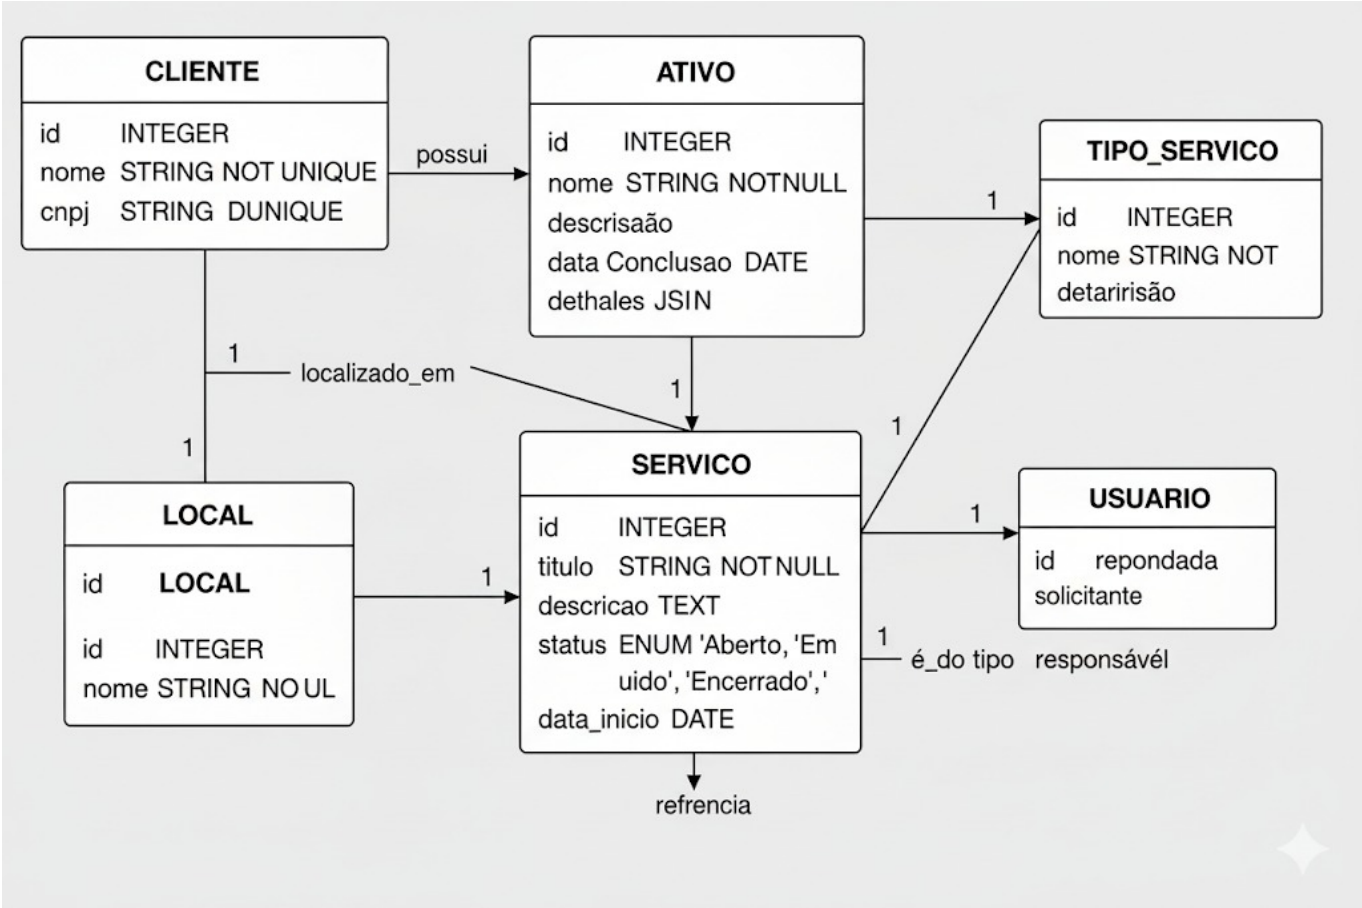 CLIENTE
id INTEGER
nome STRING NOT UNIQUE
cnpj STRING DUNIQUE
possui
ATIVO
id INTEGER
nome STRING NOTNULL
descrisaão
data Conclusao DATE
dethales JSIN
1
TIPO_SERVICO
id INTEGER
nome STRING NOT
detaririsão
1
localizado_em
1
1
1
LOCAL
id LOCAL
id INTEGER
nome STRING NO UL
1
SERVICO
id INTEGER
titulo STRING NOT NULL
descricao TEXT
status ENUM 'Aberto, 'Em
uido', 'Encerrado','
data_inicio DATE
1
USUARIO
id repondada
solicitante
1
é_do tipo responsávél
refrencia